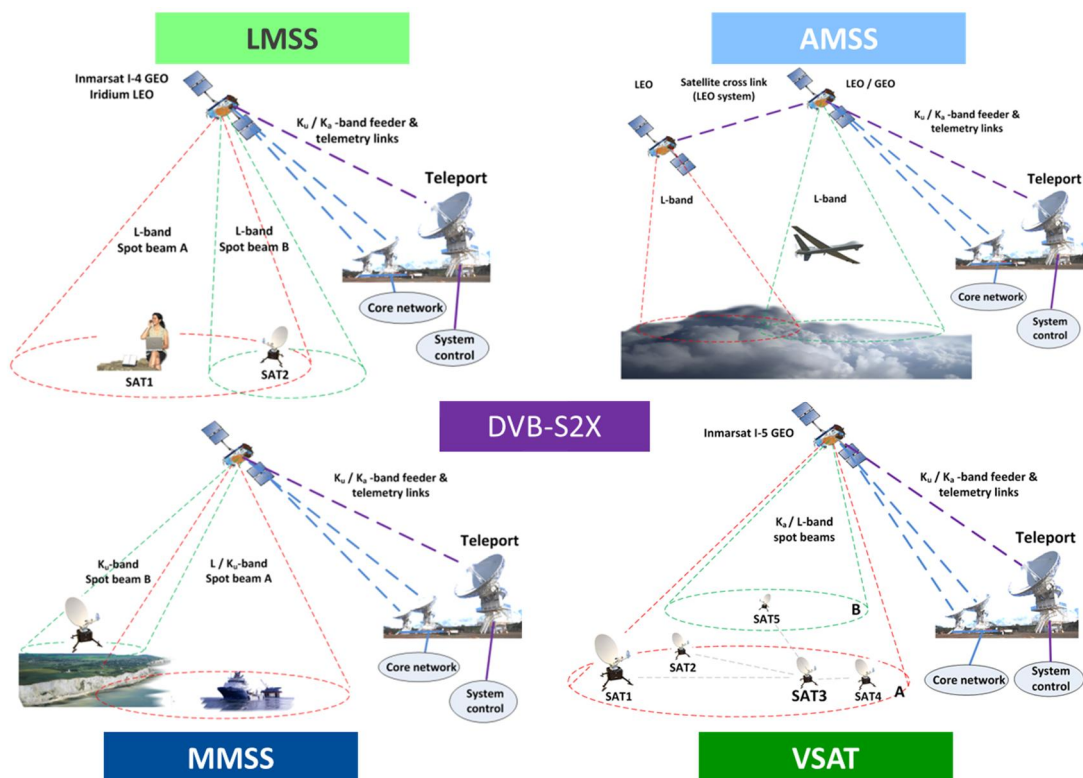 LMSS
Inmarsat I-4 GEO
Iridium LEO
Ku / Ka -band feeder &
telemetry links
Teleport
L-band
Spot beam A
L-band
Spot beam B
Core network
System
control
SAT1
SAT2
AMSS
LEO
Satellite cross link
(LEO system)
LEO / GEO
Ku / Ka -band feeder &
telemetry links
Teleport
L-band
L-band
Core network
System
control
DVB-S2X
Ku / Ka -band feeder &
telemetry links
Teleport
Ku-band
Spot beam B
L / Ku-band
Spot beam A
Core network
System
control
MMSS
Inmarsat I-5 GEO
Ku / Ka -band feeder &
telemetry links
Ka / L-band
spot beams
Teleport
B
SAT5
SAT2
SAT1
SAT3
SAT4
A
Core network
System
control
VSAT